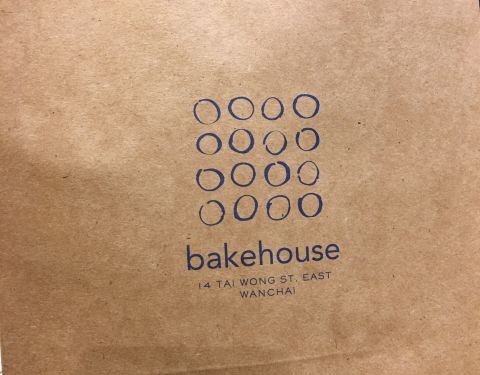 bakehouse
14 TAI WONG ST. EAST
WANCHAI